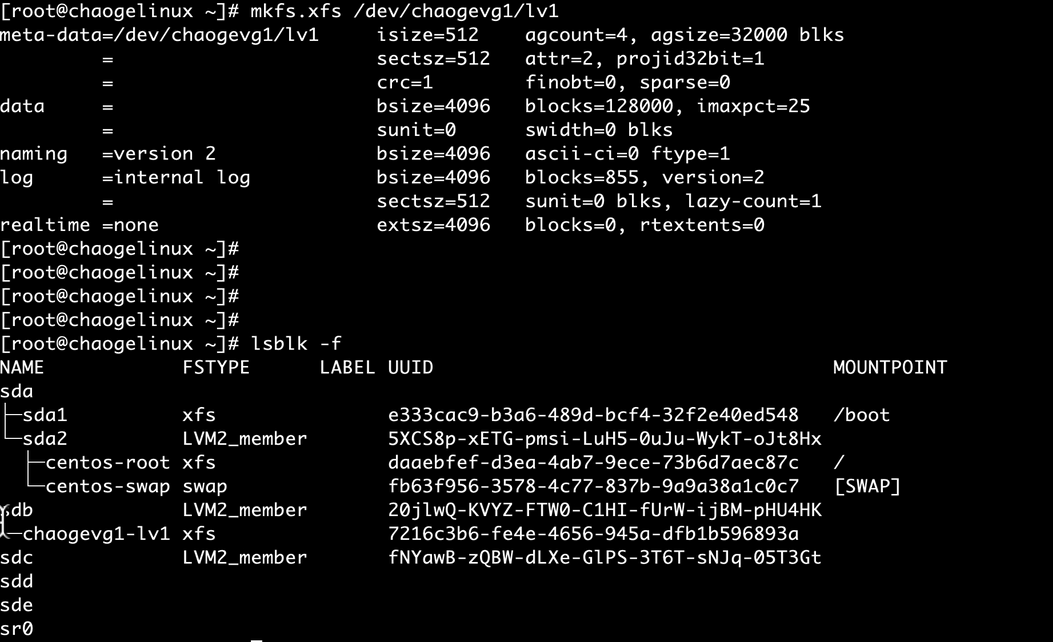 [root@chaogelinux ~]# mkfs.xfs /dev/chaogevg1/lv1
meta-data=/dev/chaogevg1/lv1     isize=512    agcount=4, agsize=32000 blks
         =                       sectsz=512   attr=2, projid32bit=1
         =                       crc=1        finobt=0, sparse=0
data     =                       bsize=4096   blocks=128000, imaxpct=25
         =                       sunit=0      swidth=0 blks
naming   =version 2              bsize=4096   ascii-ci=0 ftype=1
log      =internal log           bsize=4096   blocks=855, version=2
         =                       sectsz=512   sunit=0 blks, lazy-count=1
realtime =none                   extsz=4096   blocks=0, rtextents=0
[root@chaogelinux ~]#
[root@chaogelinux ~]#
[root@chaogelinux ~]#
[root@chaogelinux ~]#
[root@chaogelinux ~]# lsblk -f
NAME            FSTYPE      LABEL UUID                                   MOUNTPOINT
sda
├─sda1          xfs               e333cac9-b3a6-489d-bcf4-32f2e40ed548   /boot
└─sda2          LVM2_member       5XCS8p-xETG-pmsi-LuH5-0uJu-WykT-oJt8Hx
  ├─centos-root xfs               daaebfef-d3ea-4ab7-9ece-73b6d7aec87c   /
  └─centos-swap swap              fb63f956-3578-4c77-837b-9a9a38a1c0c7   [SWAP]
sdb             LVM2_member       20jlwQ-KVYZ-FTW0-C1HI-fUrW-ijBM-pHU4HK
└─chaogevg1-lv1 xfs               7216c3b6-fe4e-4656-945a-dfb1b596893a
sdc             LVM2_member       fNYawB-zQBW-dLXe-GlPS-3T6T-sNJq-05T3Gt
sdd
sde
sr0